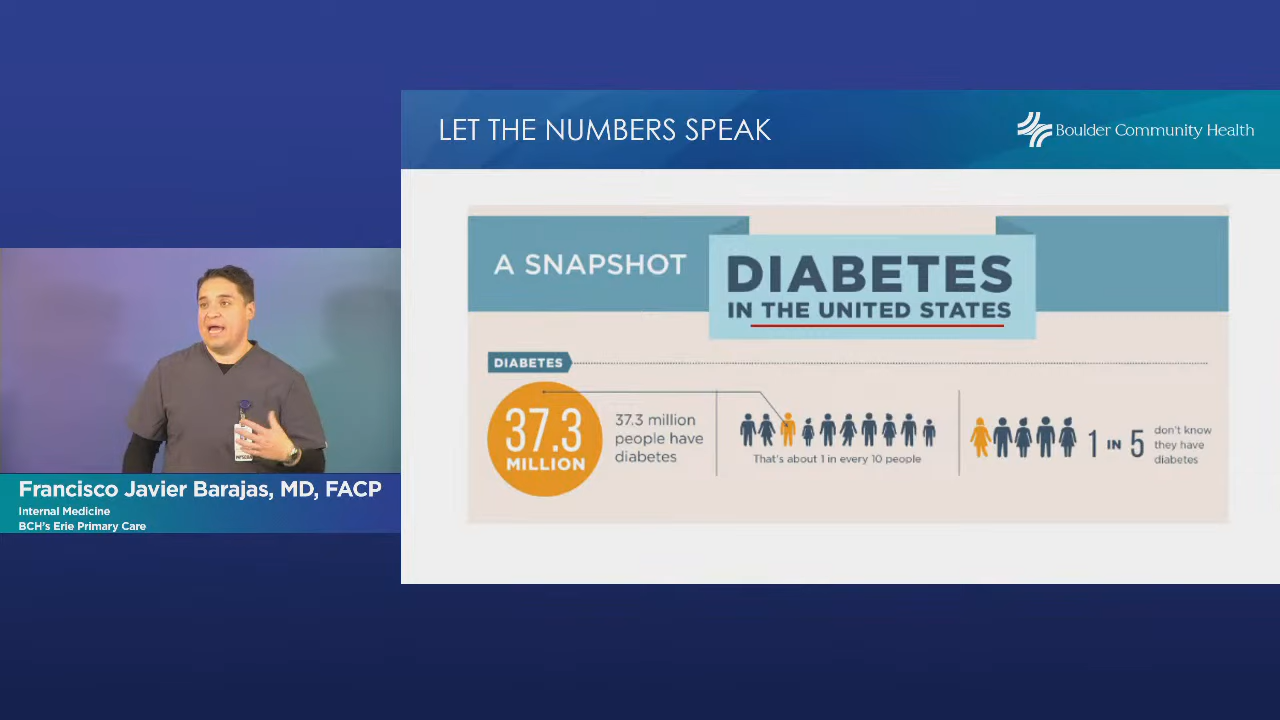 LET THE NUMBERS SPEAK
Boulder Community Health
A SNAPSHOT
DIABETES
IN THE UNITED STATES
DIABETES
37.3
MILLION
37.3 million
people have
diabetes
That's about 1 in every 10 people
1 IN 5
don't know
they have
diabetes
Francisco Javier Barajas, MD, FACP
Internal Medicine
BCH's Erie Primary Care